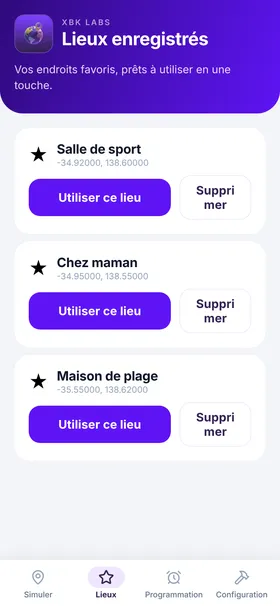 XBK LABS
Lieux enregistrés
Vos endroits favoris, prêts à utiliser en une
touche.
Salle de sport
-34.92000, 138.60000
Utiliser ce lieu
Suppri
mer
Chez maman
-34.95000, 138.55000
Utiliser ce lieu
Suppri
mer
Maison de plage
-35.55000, 138.62000
Utiliser ce lieu
Suppri
mer
Simuler
Lieux
Programmation
Configuration